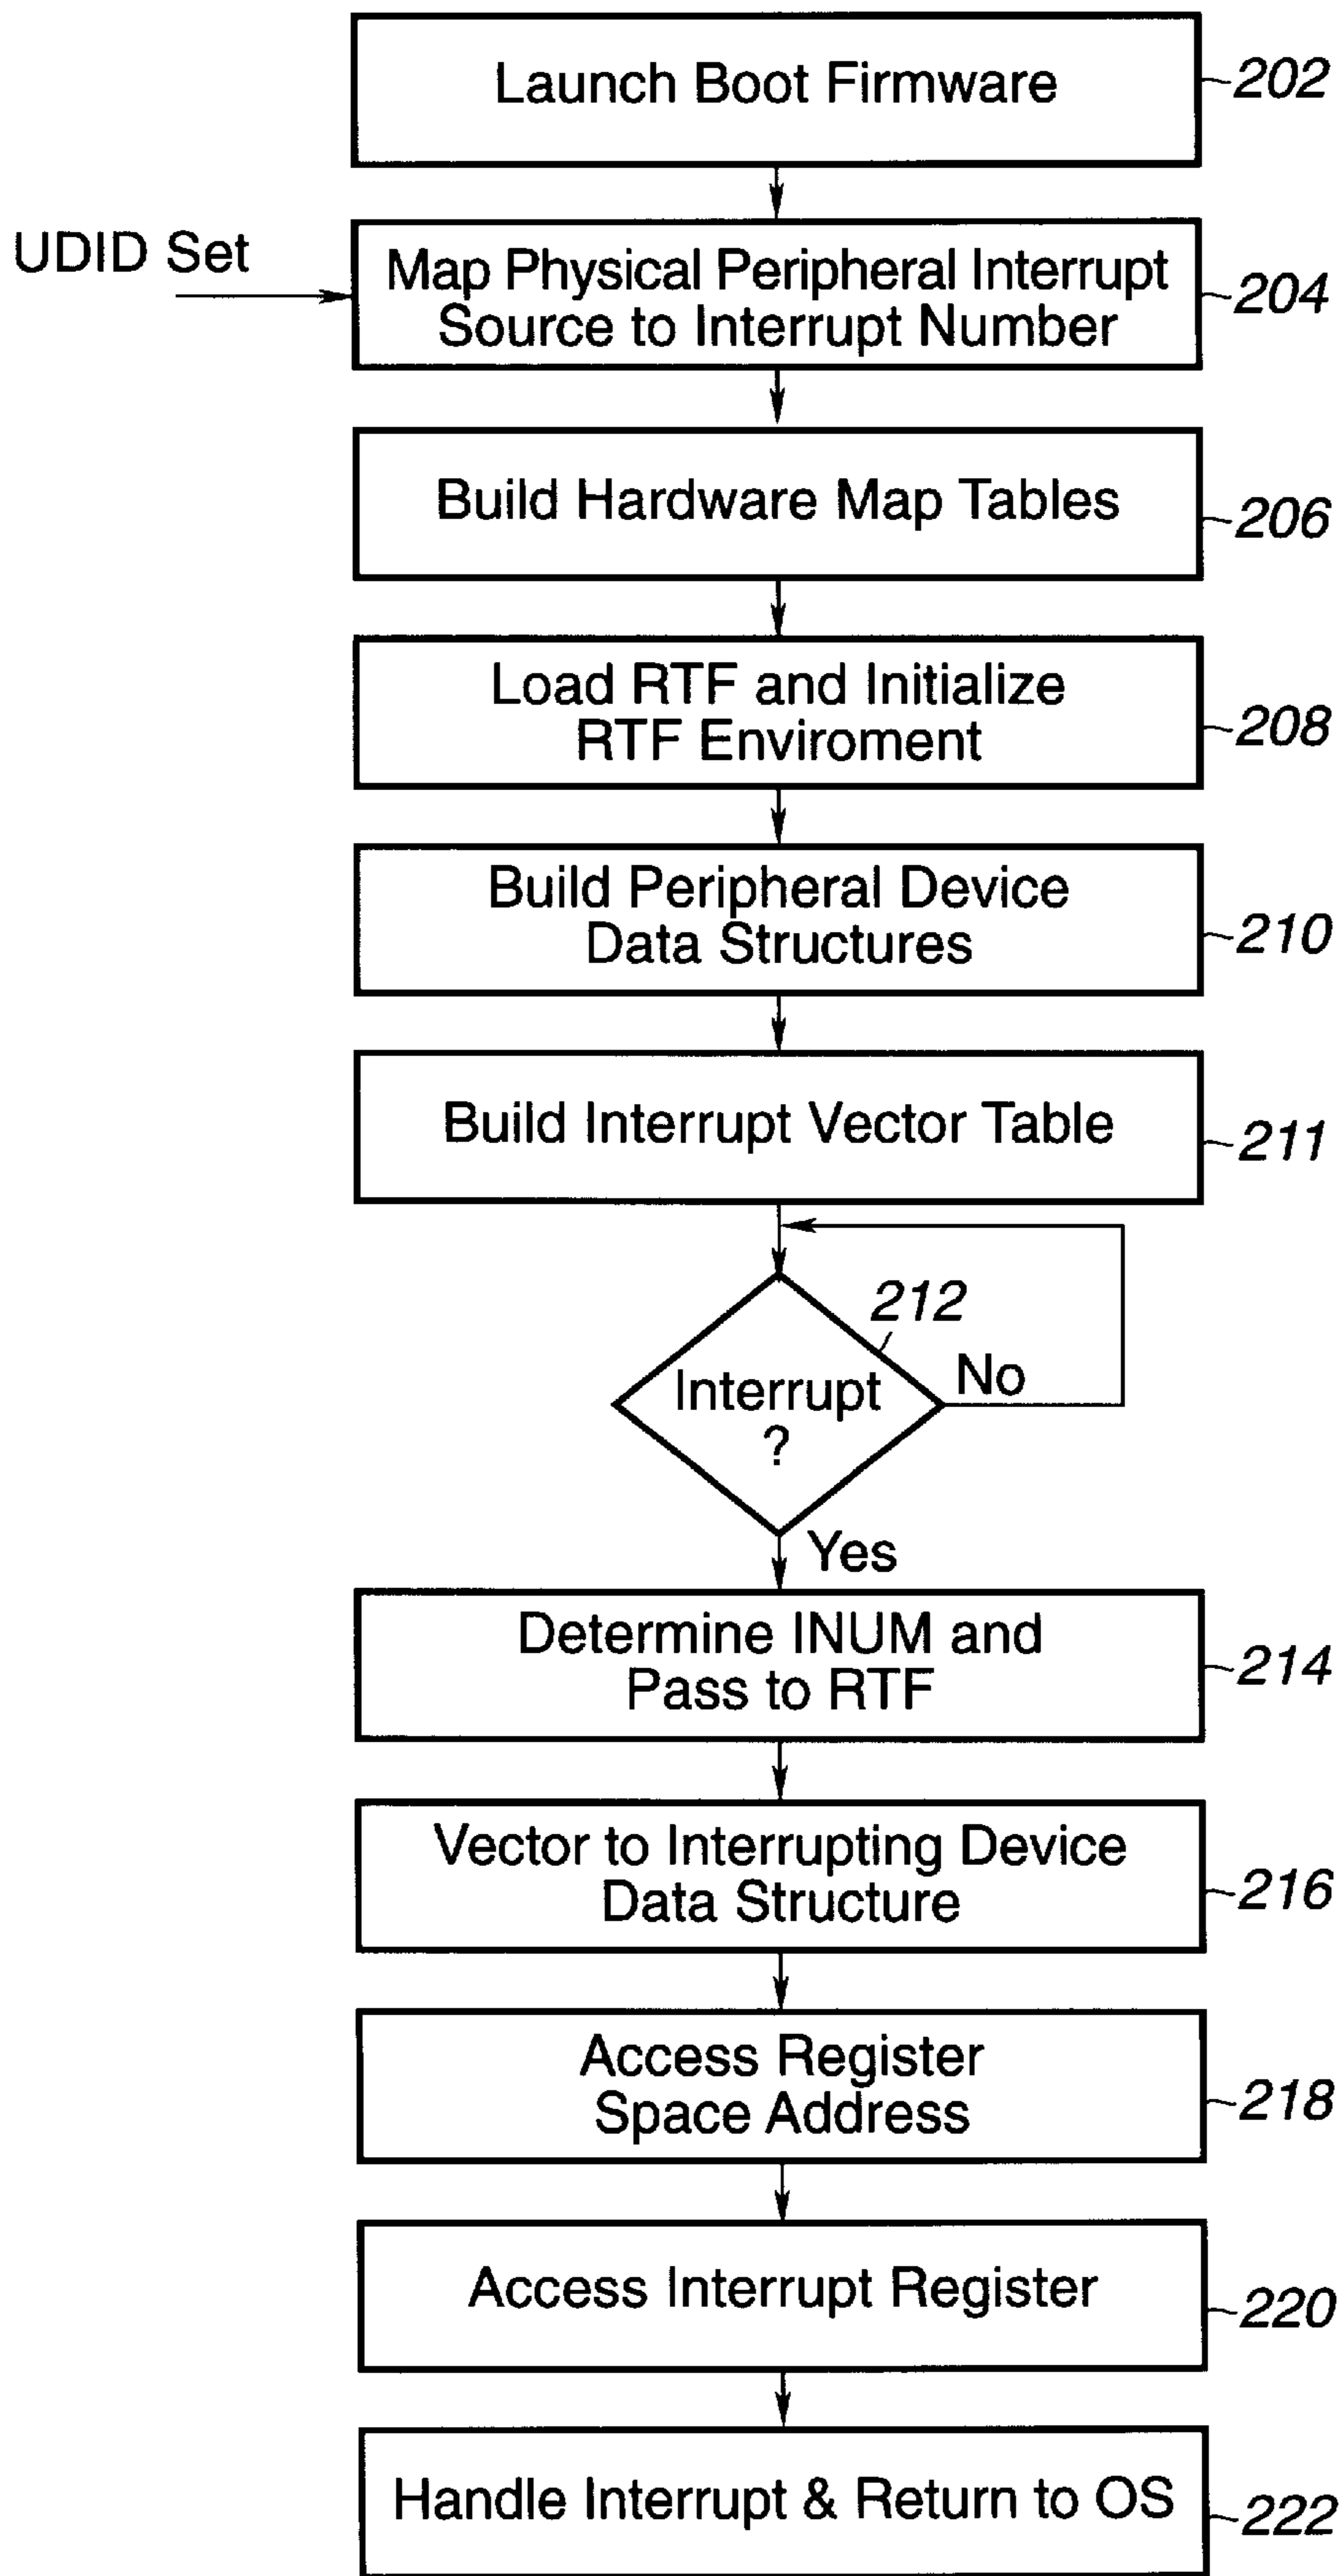 Launch Boot Firmware
202
UDID Set
Map Physical Peripheral Interrupt
Source to Interrupt Number
204
Build Hardware Map Tables
206
Load RTF and Initialize
RTF Enviroment
208
Build Peripheral Device
Data Structures
210
Build Interrupt Vector Table
211
212
Interrupt
?
No
Yes
Determine INUM and
Pass to RTF
214
Vector to Interrupting Device
Data Structure
216
Access Register
Space Address
218
Access Interrupt Register
220
Handle Interrupt & Return to OS
222